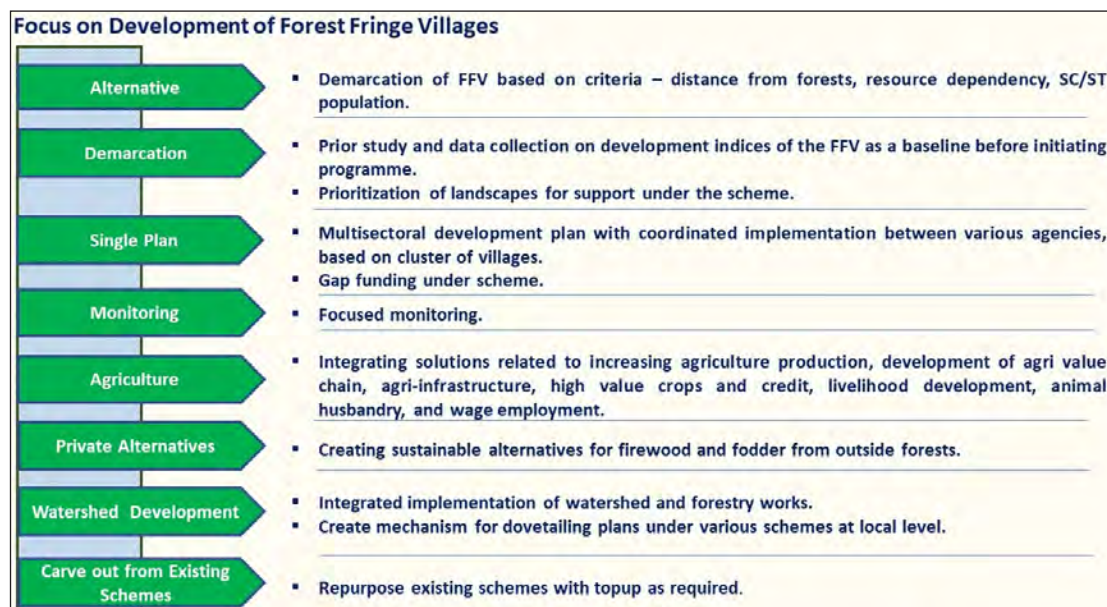 Focus on Development of Forest Fringe Villages
Alternative
▪ Demarcation of FFV based on criteria – distance from forests, resource dependency, SC/ST
population.
Demarcation
▪ Prior study and data collection on development indices of the FFV as a baseline before initiating
programme.
▪ Prioritization of landscapes for support under the scheme.
Single Plan
▪ Multisectoral development plan with coordinated implementation between various agencies,
based on cluster of villages.
▪ Gap funding under scheme.
Monitoring
▪ Focused monitoring.
Agriculture
▪ Integrating solutions related to increasing agriculture production, development of agri value
chain, agri-infrastructure, high value crops and credit, livelihood development, animal
husbandry, and wage employment.
Private Alternatives
▪ Creating sustainable alternatives for firewood and fodder from outside forests.
Watershed Development
▪ Integrated implementation of watershed and forestry works.
▪ Create mechanism for dovetailing plans under various schemes at local level.
Carve out from Existing
Schemes
▪ Repurpose existing schemes with topup as required.